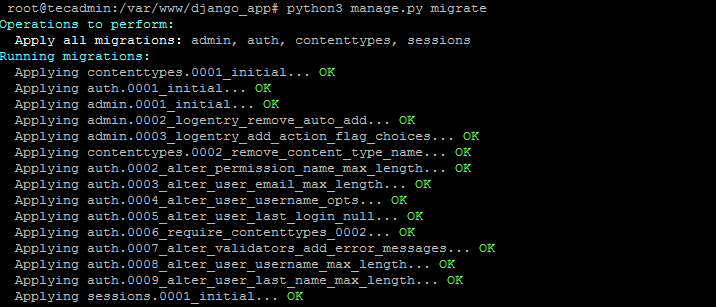 root@tecadmin:/var/www/django_app# python3 manage.py migrate
Operations to perform:
  Apply all migrations: admin, auth, contenttypes, sessions
Running migrations:
  Applying contenttypes.0001_initial... OK
  Applying auth.0001_initial... OK
  Applying admin.0001_initial... OK
  Applying admin.0002_logentry_remove_auto_add... OK
  Applying admin.0003_logentry_add_action_flag_choices... OK
  Applying contenttypes.0002_remove_content_type_name... OK
  Applying auth.0002_alter_permission_name_max_length... OK
  Applying auth.0003_alter_user_email_max_length... OK
  Applying auth.0004_alter_user_username_opts... OK
  Applying auth.0005_alter_user_last_login_null... OK
  Applying auth.0006_require_contenttypes_0002... OK
  Applying auth.0007_alter_validators_add_error_messages... OK
  Applying auth.0008_alter_user_username_max_length... OK
  Applying auth.0009_alter_user_last_name_max_length... OK
  Applying sessions.0001_initial... OK